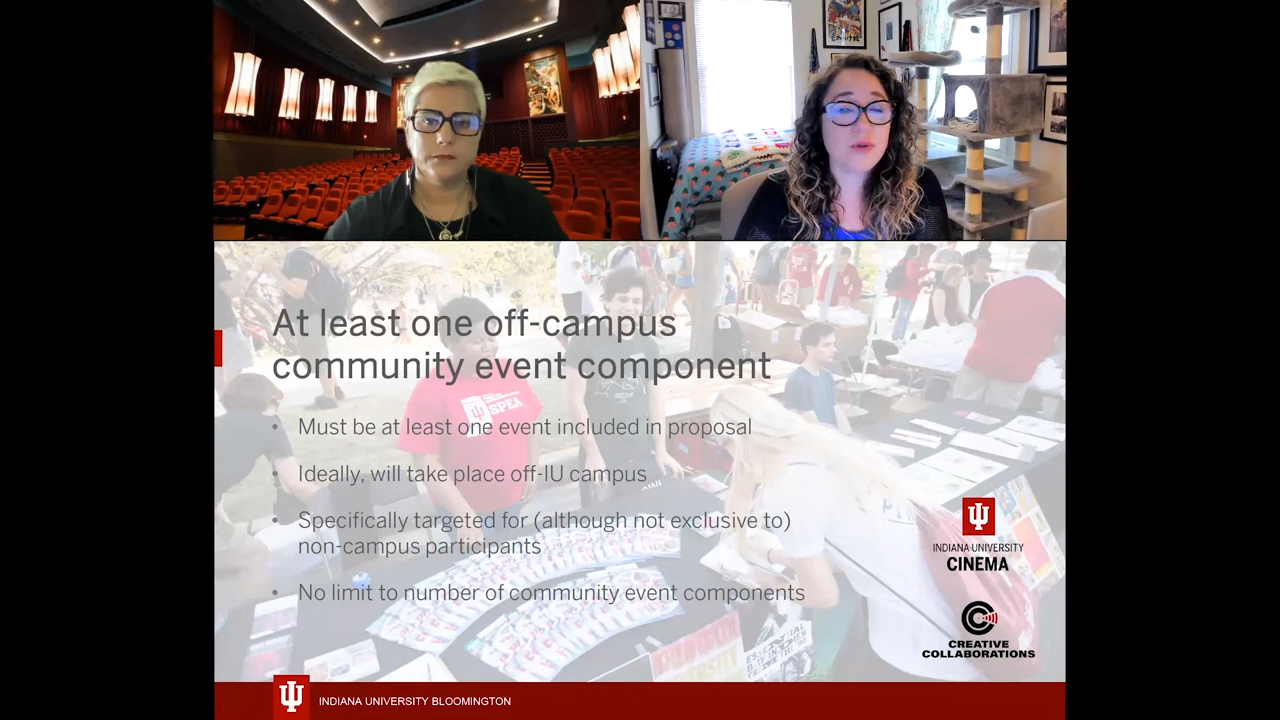 At least one off-campus
community event component
• Must be at least one event included in proposal
• Ideally, will take place off-IU campus
• Specifically targeted for (although not exclusive to)
non-campus participants
• No limit to number of community event components
SPEA
INDIANA UNIVERSITY
CINEMA
CREATIVE
COLLABORATIONS
INDIANA UNIVERSITY BLOOMINGTON